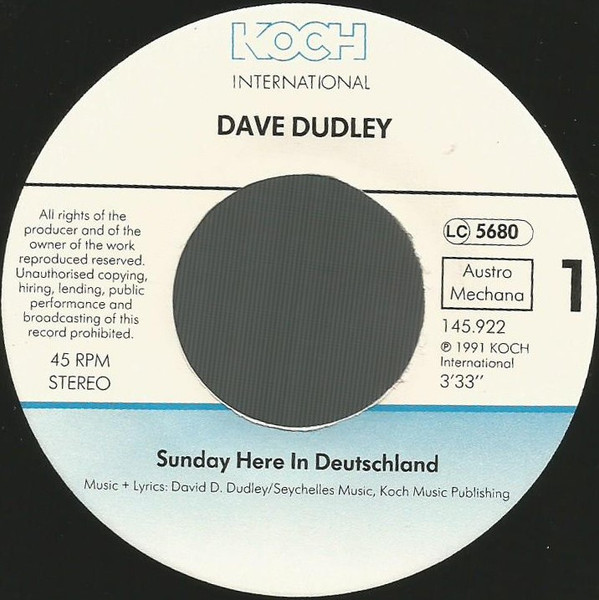 KOCH
INTERNATIONAL
DAVE DUDLEY
All rights of the
producer and of the
owner of the work
reproduced reserved.
Unauthorised copying,
hiring, lending, public
performance and
broadcasting of this
record prohibited.
45 RPM
STEREO
LC 5680
Austro
Mechana
1
145.922
℗ 1991 KOCH
International
3'33''
Sunday Here In Deutschland
Music + Lyrics: David D. Dudley/Seychelles Music, Koch Music Publishing